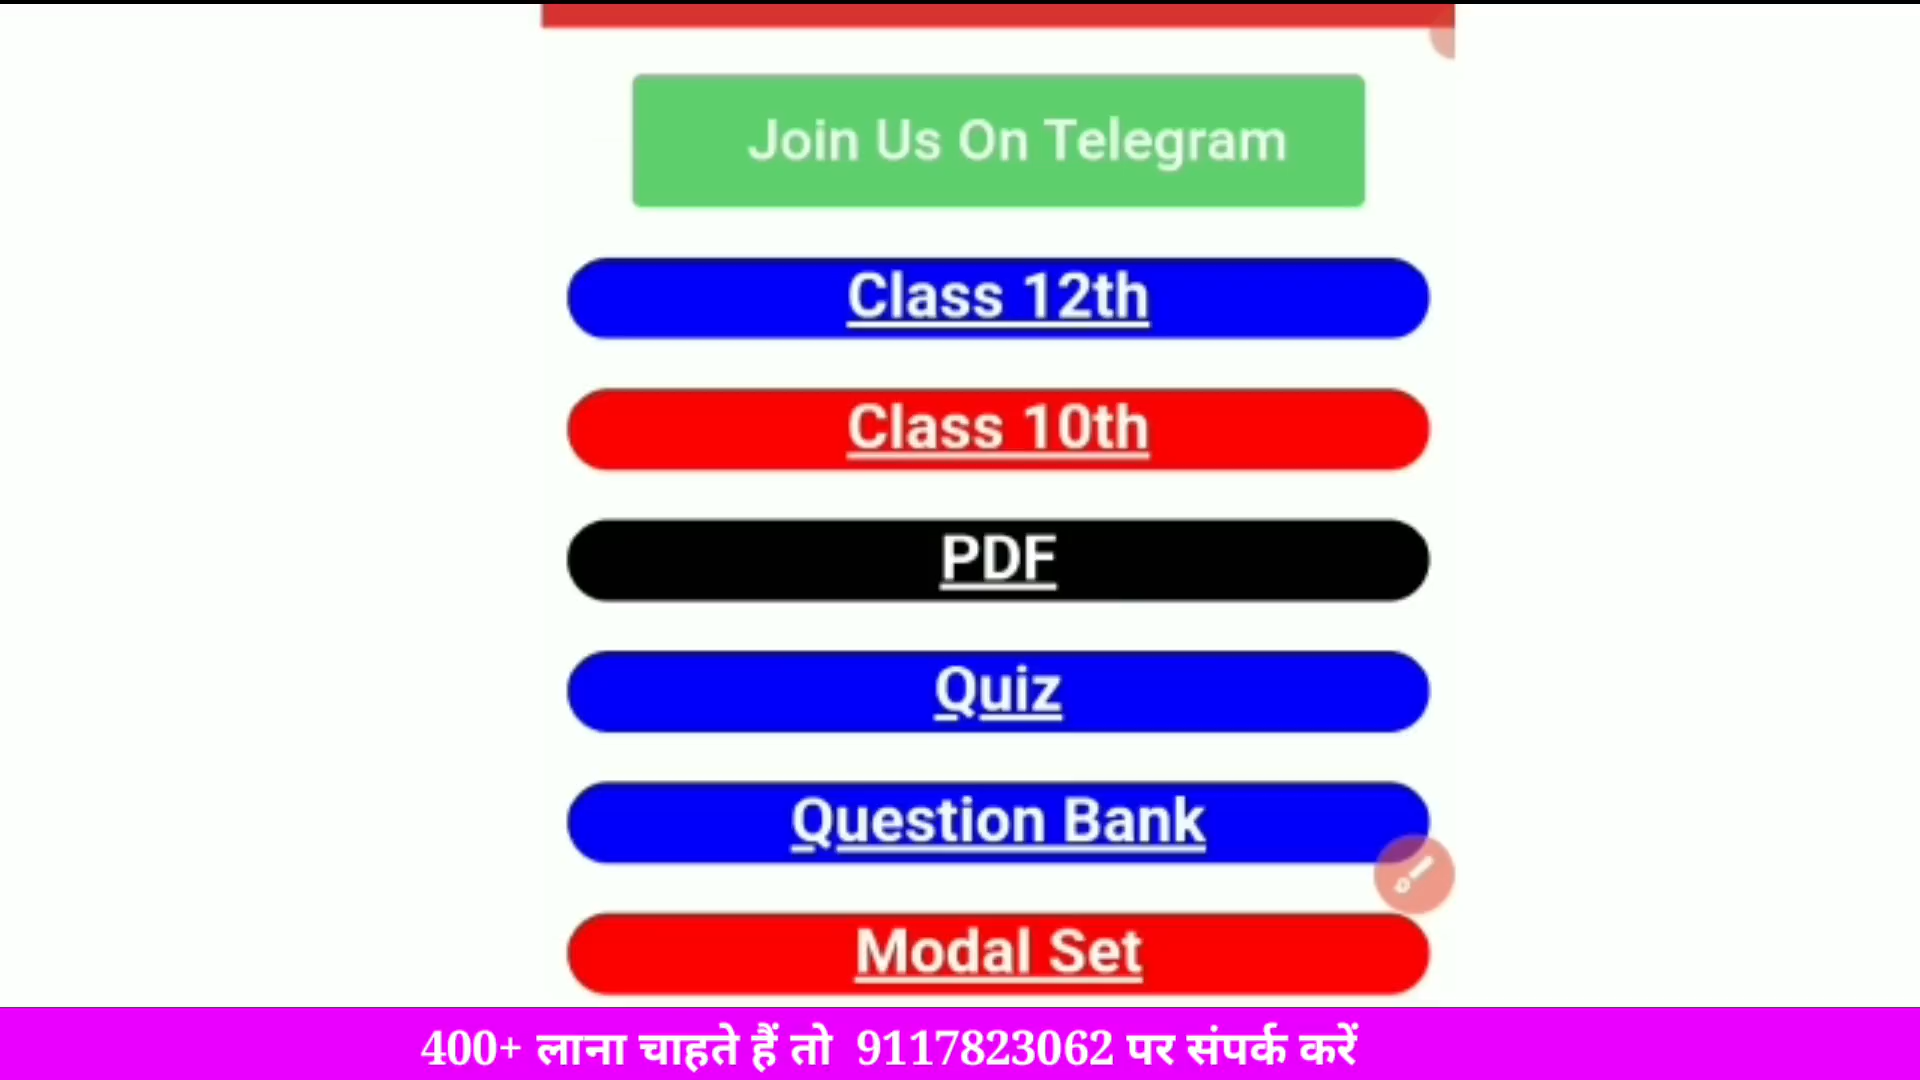 Join Us On Telegram
Class 12th
Class 10th
PDF
Quiz
Question Bank
Modal Set
400+ लाना चाहते हैं तो 9117823062 पर संपर्क करें